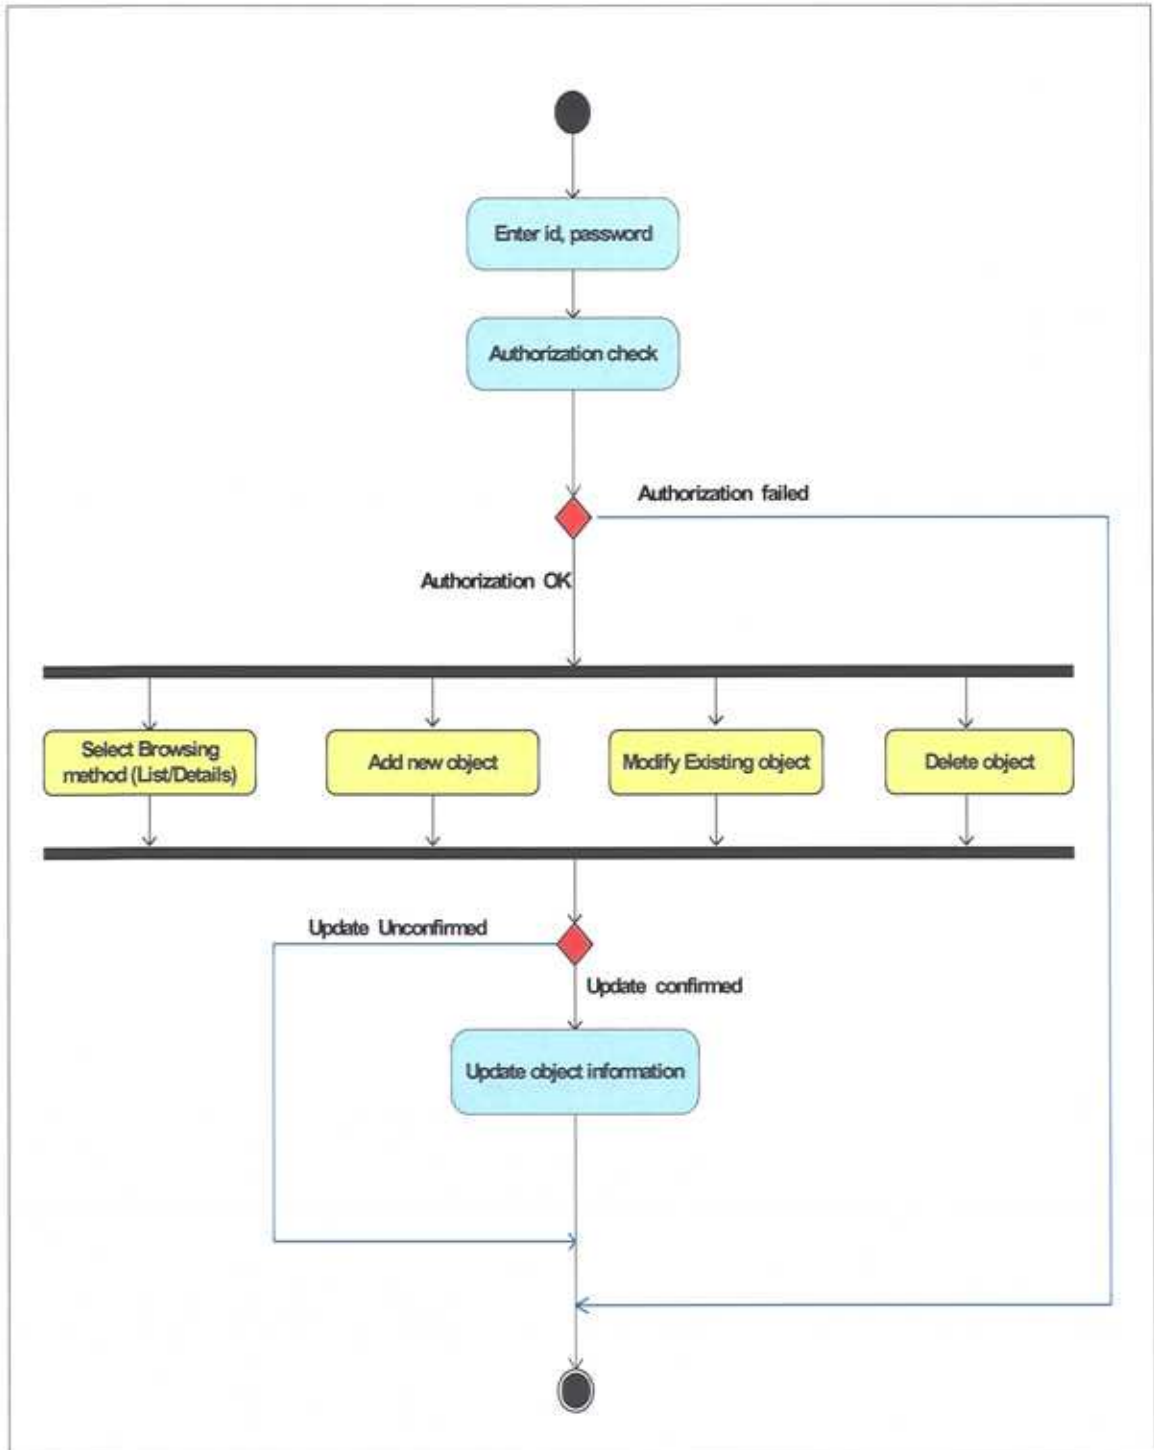 Enter id, password
Authorization check
Authorization failed
Authorization OK
Select Browsing
method (List/Details)
Add new object
Modify Existing object
Delete object
Update Unconfirmed
Update confirmed
Update object information